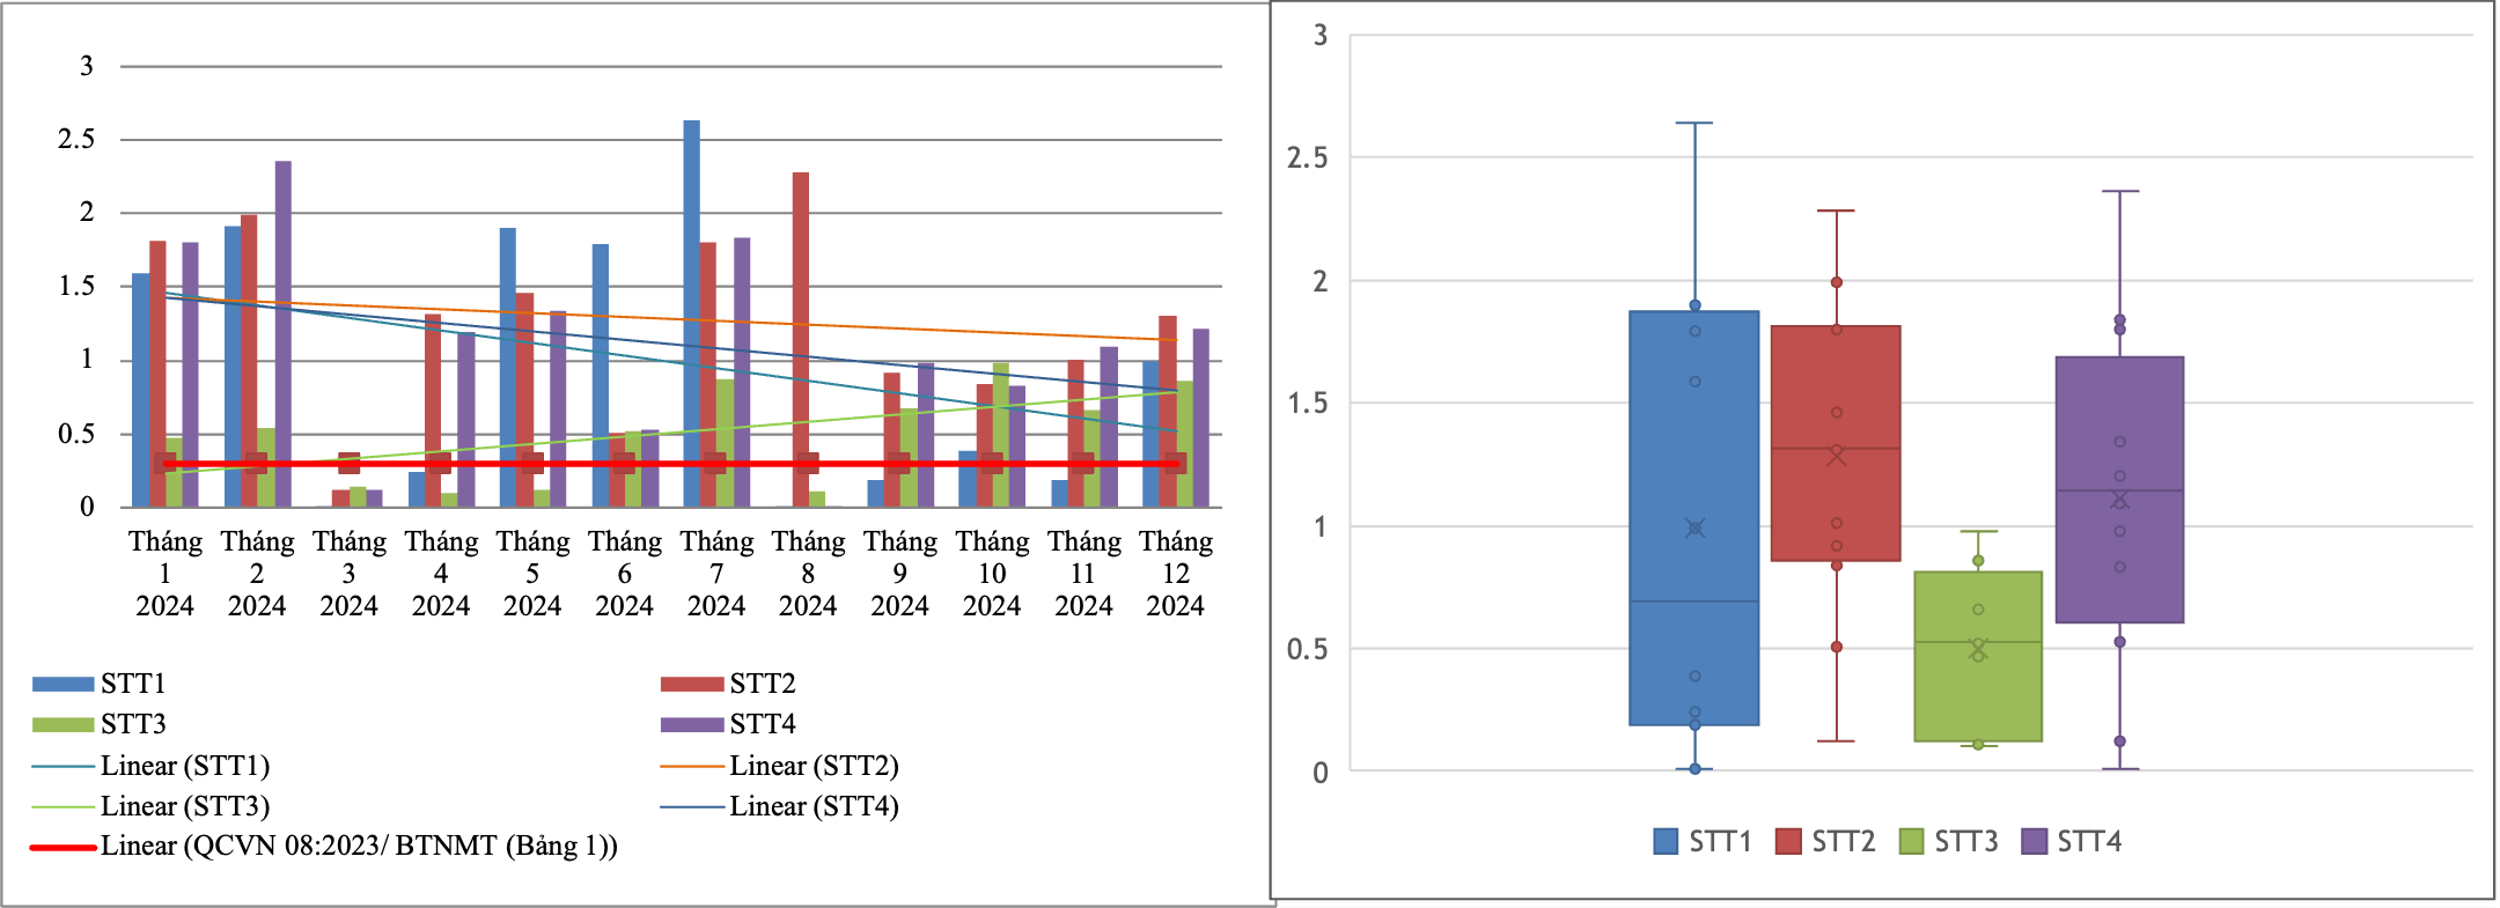 3
2.5
2
1.5
1
0.5
0
Tháng Tháng Tháng Tháng Tháng Tháng Tháng Tháng Tháng Tháng Tháng Tháng
1 2 3 4 5 6 7 8 9 10 11 12
2024 2024 2024 2024 2024 2024 2024 2024 2024 2024 2024 2024
STT1 STT2
STT3 STT4
Linear (STT1) Linear (STT2)
Linear (STT3) Linear (STT4)
Linear (QCVN 08:2023/ BTNMT (Bảng 1))
3
2.5
2
1.5
1
0.5
0
STT1 STT2 STT3 STT4